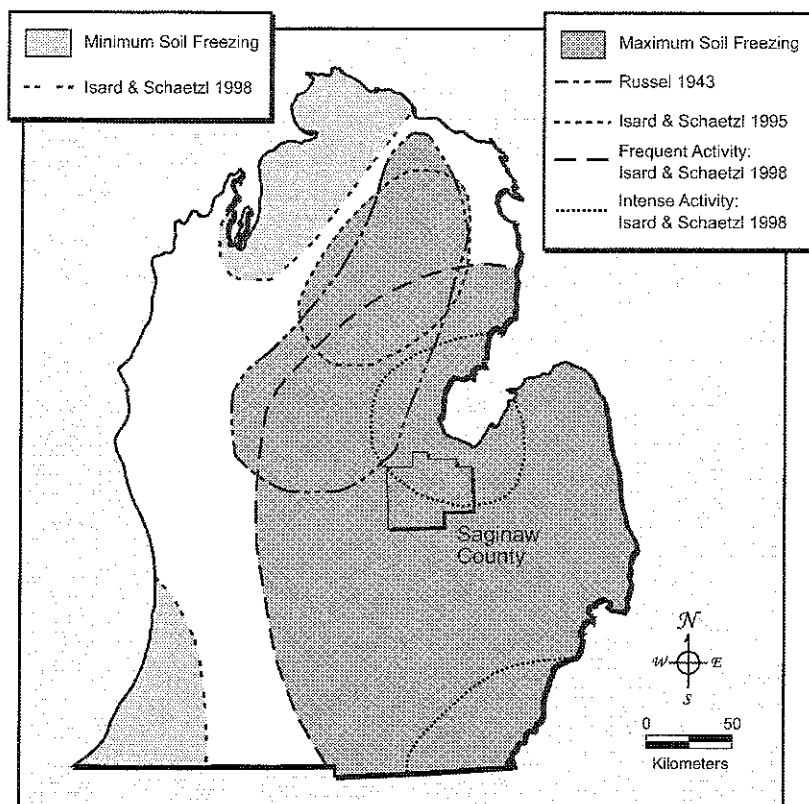 Minimum Soil Freezing
Isard & Schaetzl 1998
Maximum Soil Freezing
Russel 1943
Isard & Schaetzl 1995
Frequent Activity:
Isard & Schaetzl 1998
Intense Activity:
Isard & Schaetzl 1998
Saginaw
County
N
W E
S
0 50
Kilometers